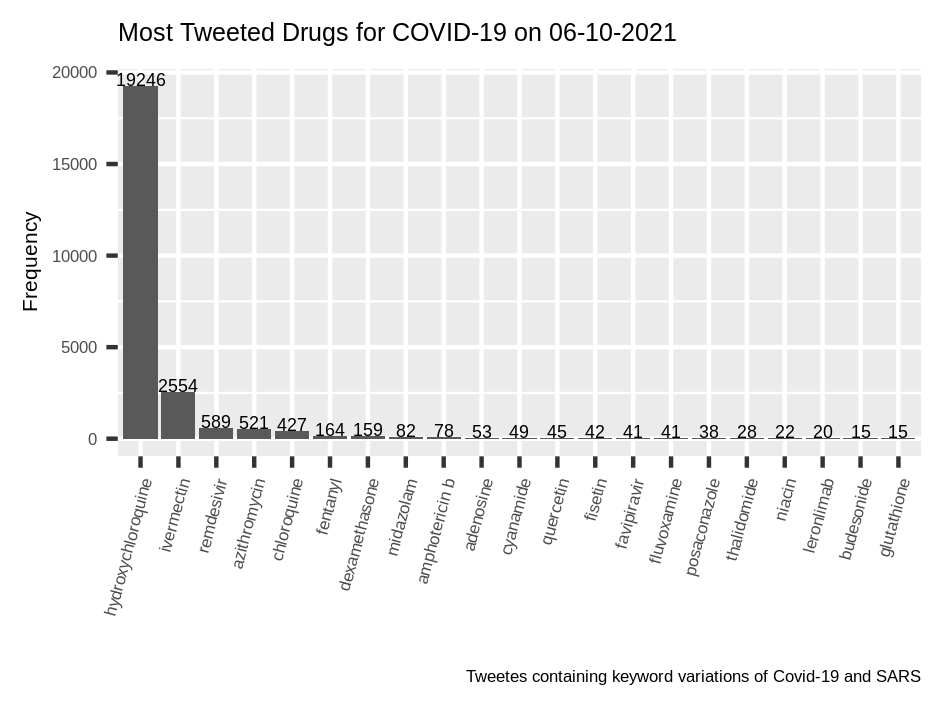 Most Tweeted Drugs for COVID-19 on 06-10-2021
Frequency
20000
15000
10000
5000
0
19246
2554
589
521
427
164
159
82
78
53
49
45
42
41
41
38
28
22
20
15
15
hydroxychloroquine
ivermectin
remdesivir
azithromycin
chloroquine
fentanyl
dexamethasone
midazolam
amphotericin b
adenosine
cyanamide
quercetin
fisetin
favipiravir
fluvoxamine
posaconazole
thalidomide
niacin
leronlimab
budesonide
glutathione
Tweetes containing keyword variations of Covid-19 and SARS